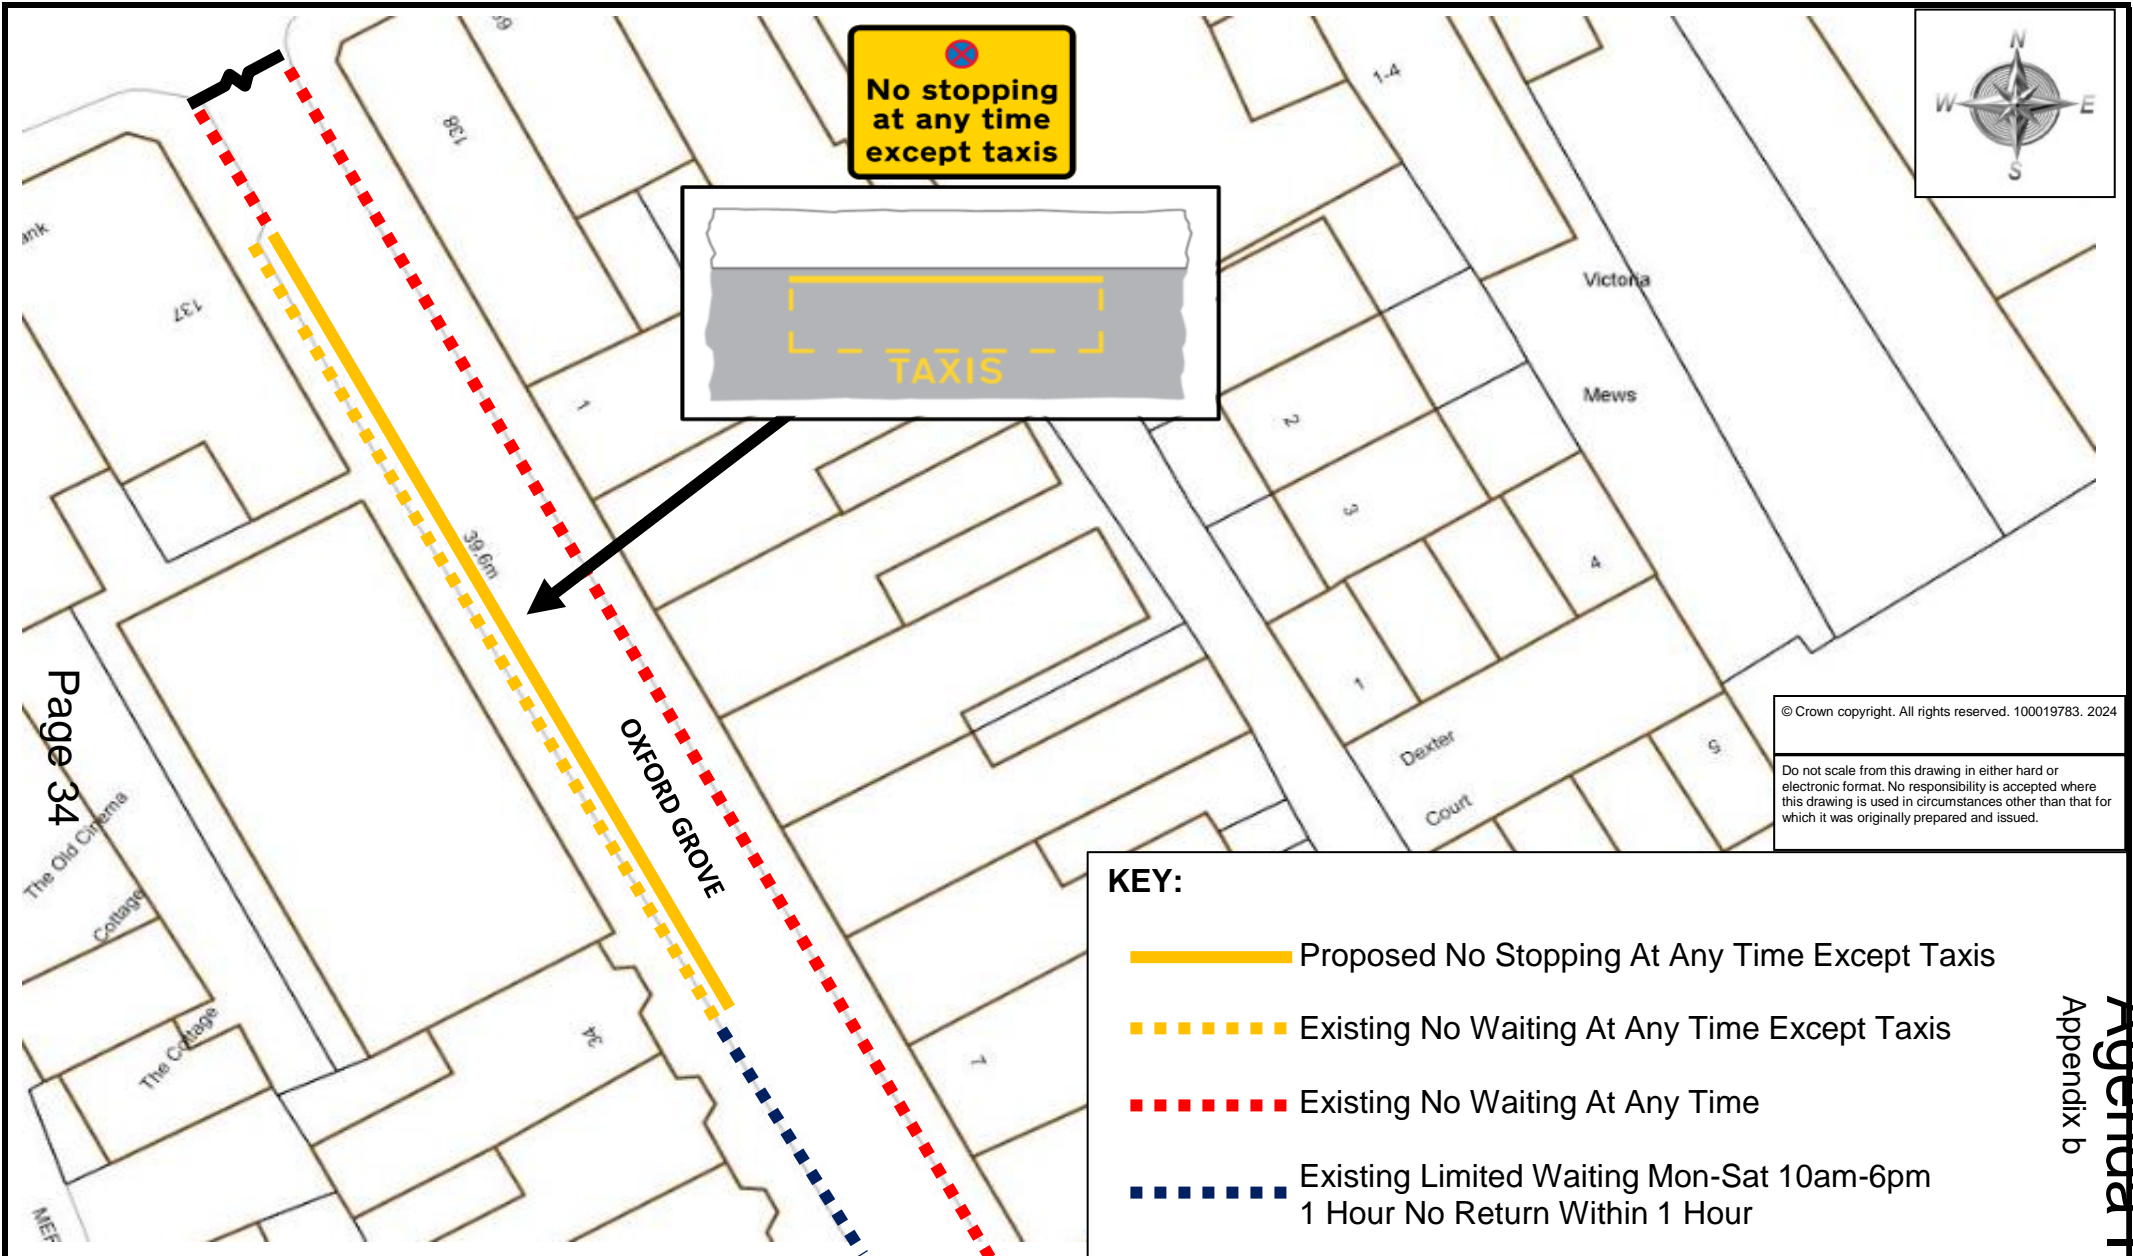 No stopping
at any time
except taxis
N
W
E
S
TAXIS
138
1-4
137
1
39.6m
OXFORD GROVE
Victoria
Mews
2
3
4
1
Dexter
Court
5
7
34
The Old Cinema
Cottage
The Cottage
Page 34
© Crown copyright. All rights reserved. 100019783. 2024
Do not scale from this drawing in either hard or
electronic format. No responsibility is accepted where
this drawing is used in circumstances other than that for
which it was originally prepared and issued.
KEY:
Proposed No Stopping At Any Time Except Taxis
Existing No Waiting At Any Time Except Taxis
Existing No Waiting At Any Time
Existing Limited Waiting Mon-Sat 10am-6pm
1 Hour No Return Within 1 Hour
Appendix b